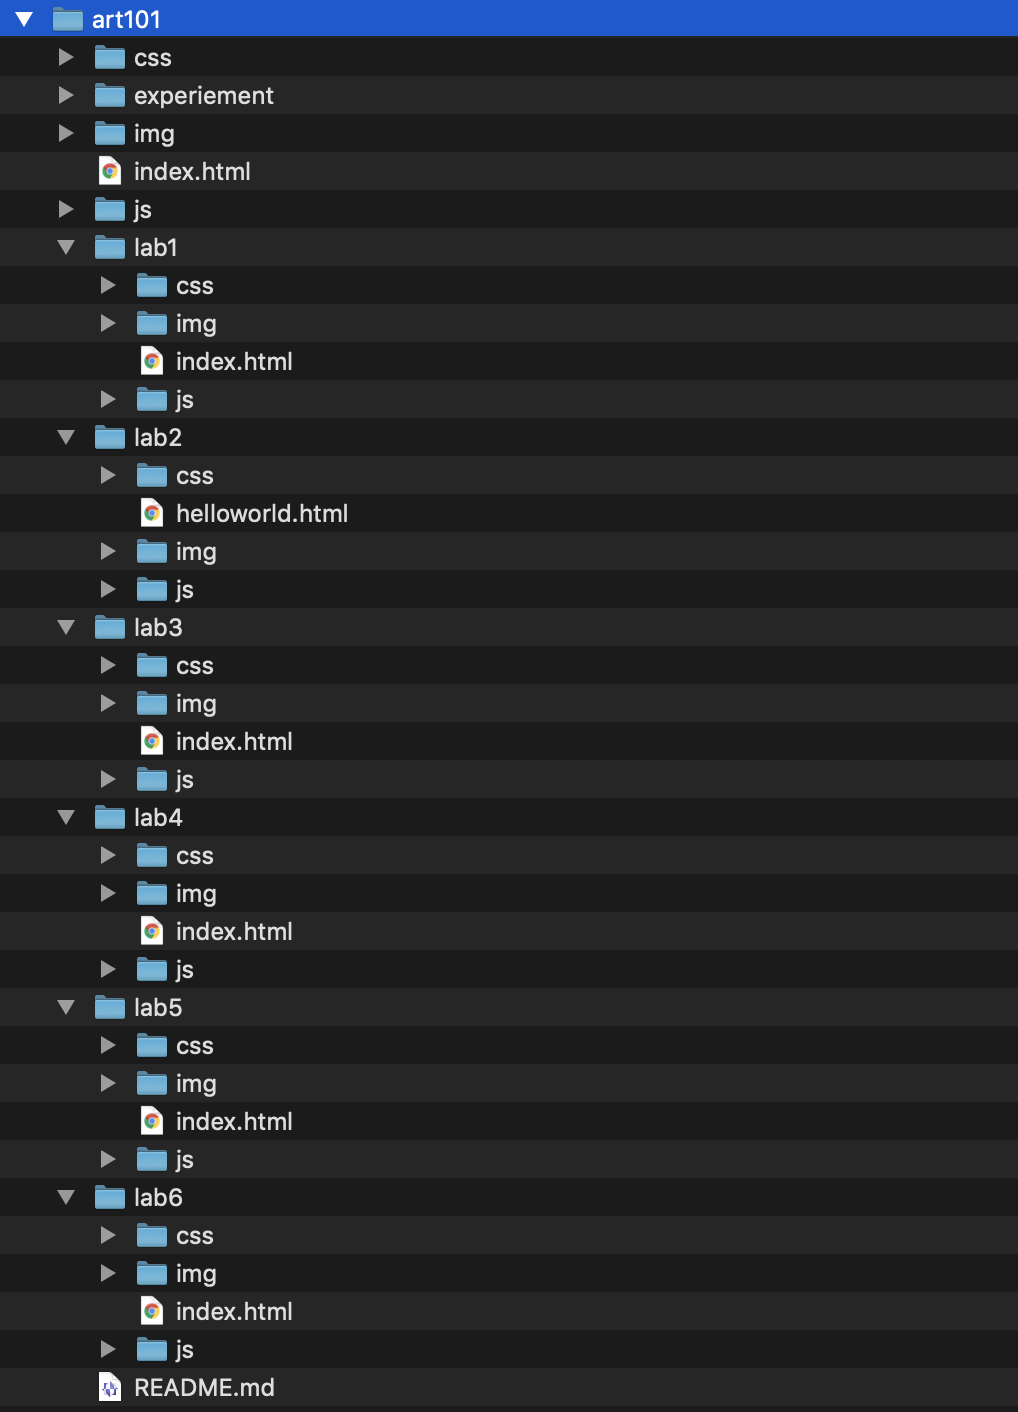 art101
css
experiement
img
index.html
js
lab1
css
img
index.html
js
lab2
css
helloworld.html
img
js
lab3
css
img
index.html
js
lab4
css
img
index.html
js
lab5
css
img
index.html
js
lab6
css
img
index.html
js
README.md